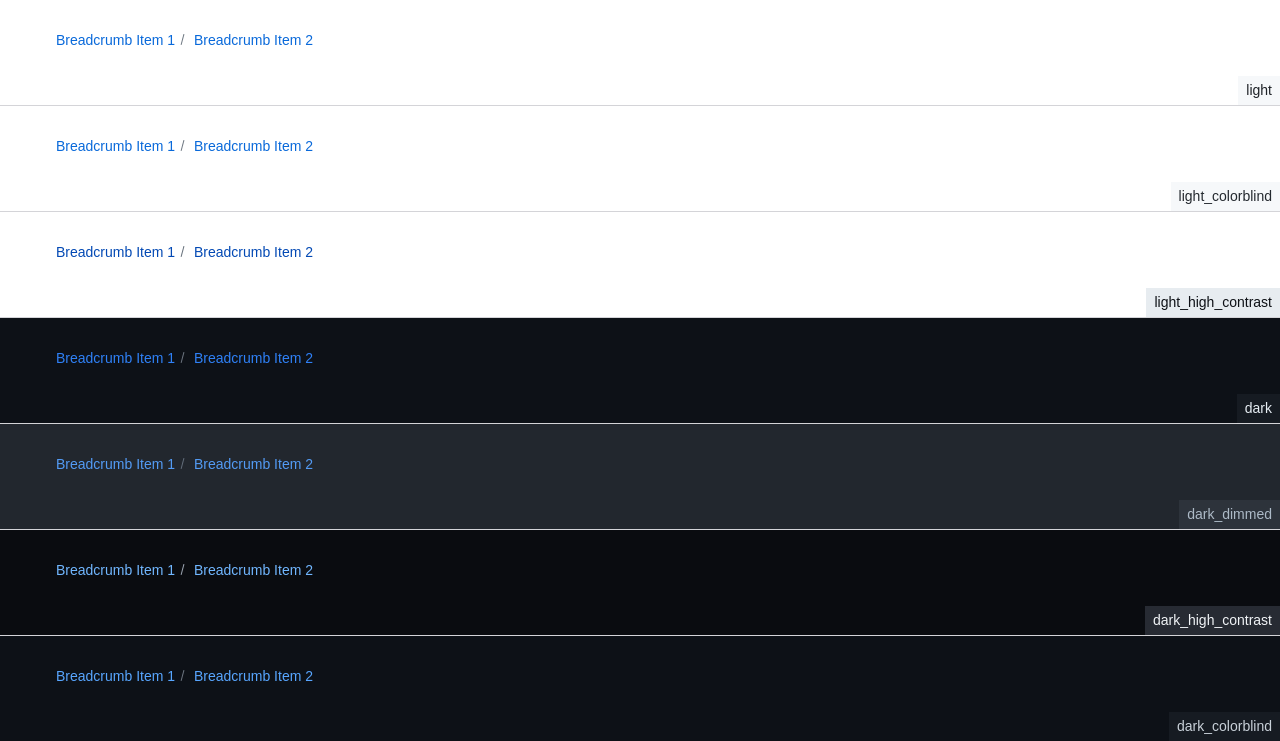 Breadcrumb Item 1 / Breadcrumb Item 2
light
Breadcrumb Item 1 / Breadcrumb Item 2
light_colorblind
Breadcrumb Item 1 / Breadcrumb Item 2
light_high_contrast
Breadcrumb Item 1 / Breadcrumb Item 2
dark
Breadcrumb Item 1 / Breadcrumb Item 2
dark_dimmed
Breadcrumb Item 1 / Breadcrumb Item 2
dark_high_contrast
Breadcrumb Item 1 / Breadcrumb Item 2
dark_colorblind